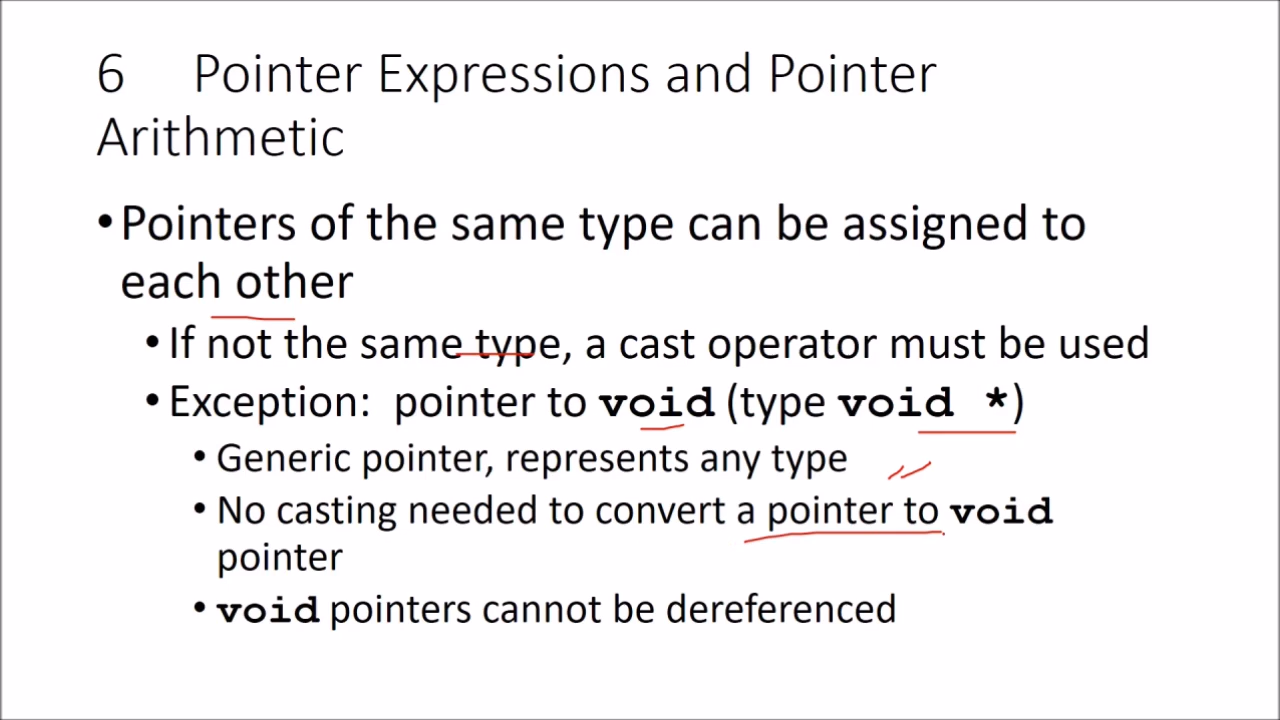 6 Pointer Expressions and Pointer
Arithmetic
•Pointers of the same type can be assigned to
each other
•If not the same type, a cast operator must be used
•Exception: pointer to void (type void *)
•Generic pointer, represents any type
•No casting needed to convert a pointer to void
pointer
•void pointers cannot be dereferenced